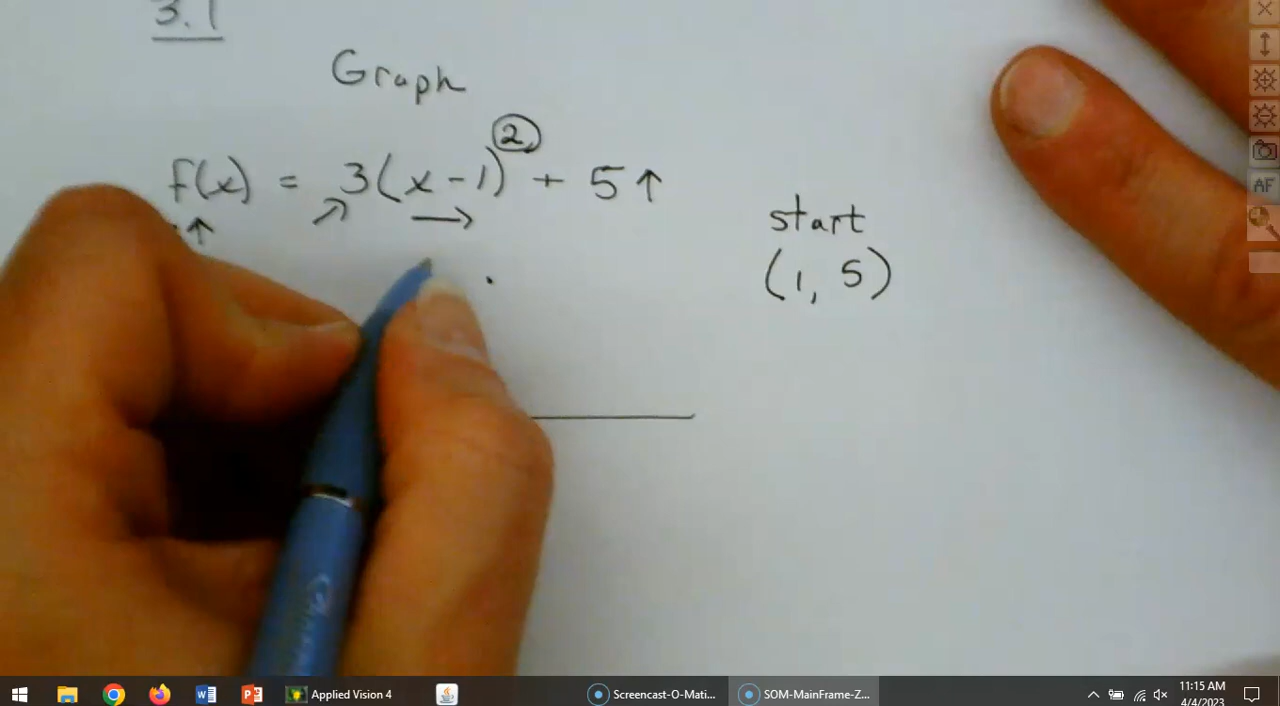 3.1
Graph
f(x) = 3(x-1)² + 5↑
↑ ↗ →
start
(1, 5)
AF
Applied Vision 4
Screencast-O-Mati...
SOM-MainFrame-Z...
11:15 AM
4/4/2023